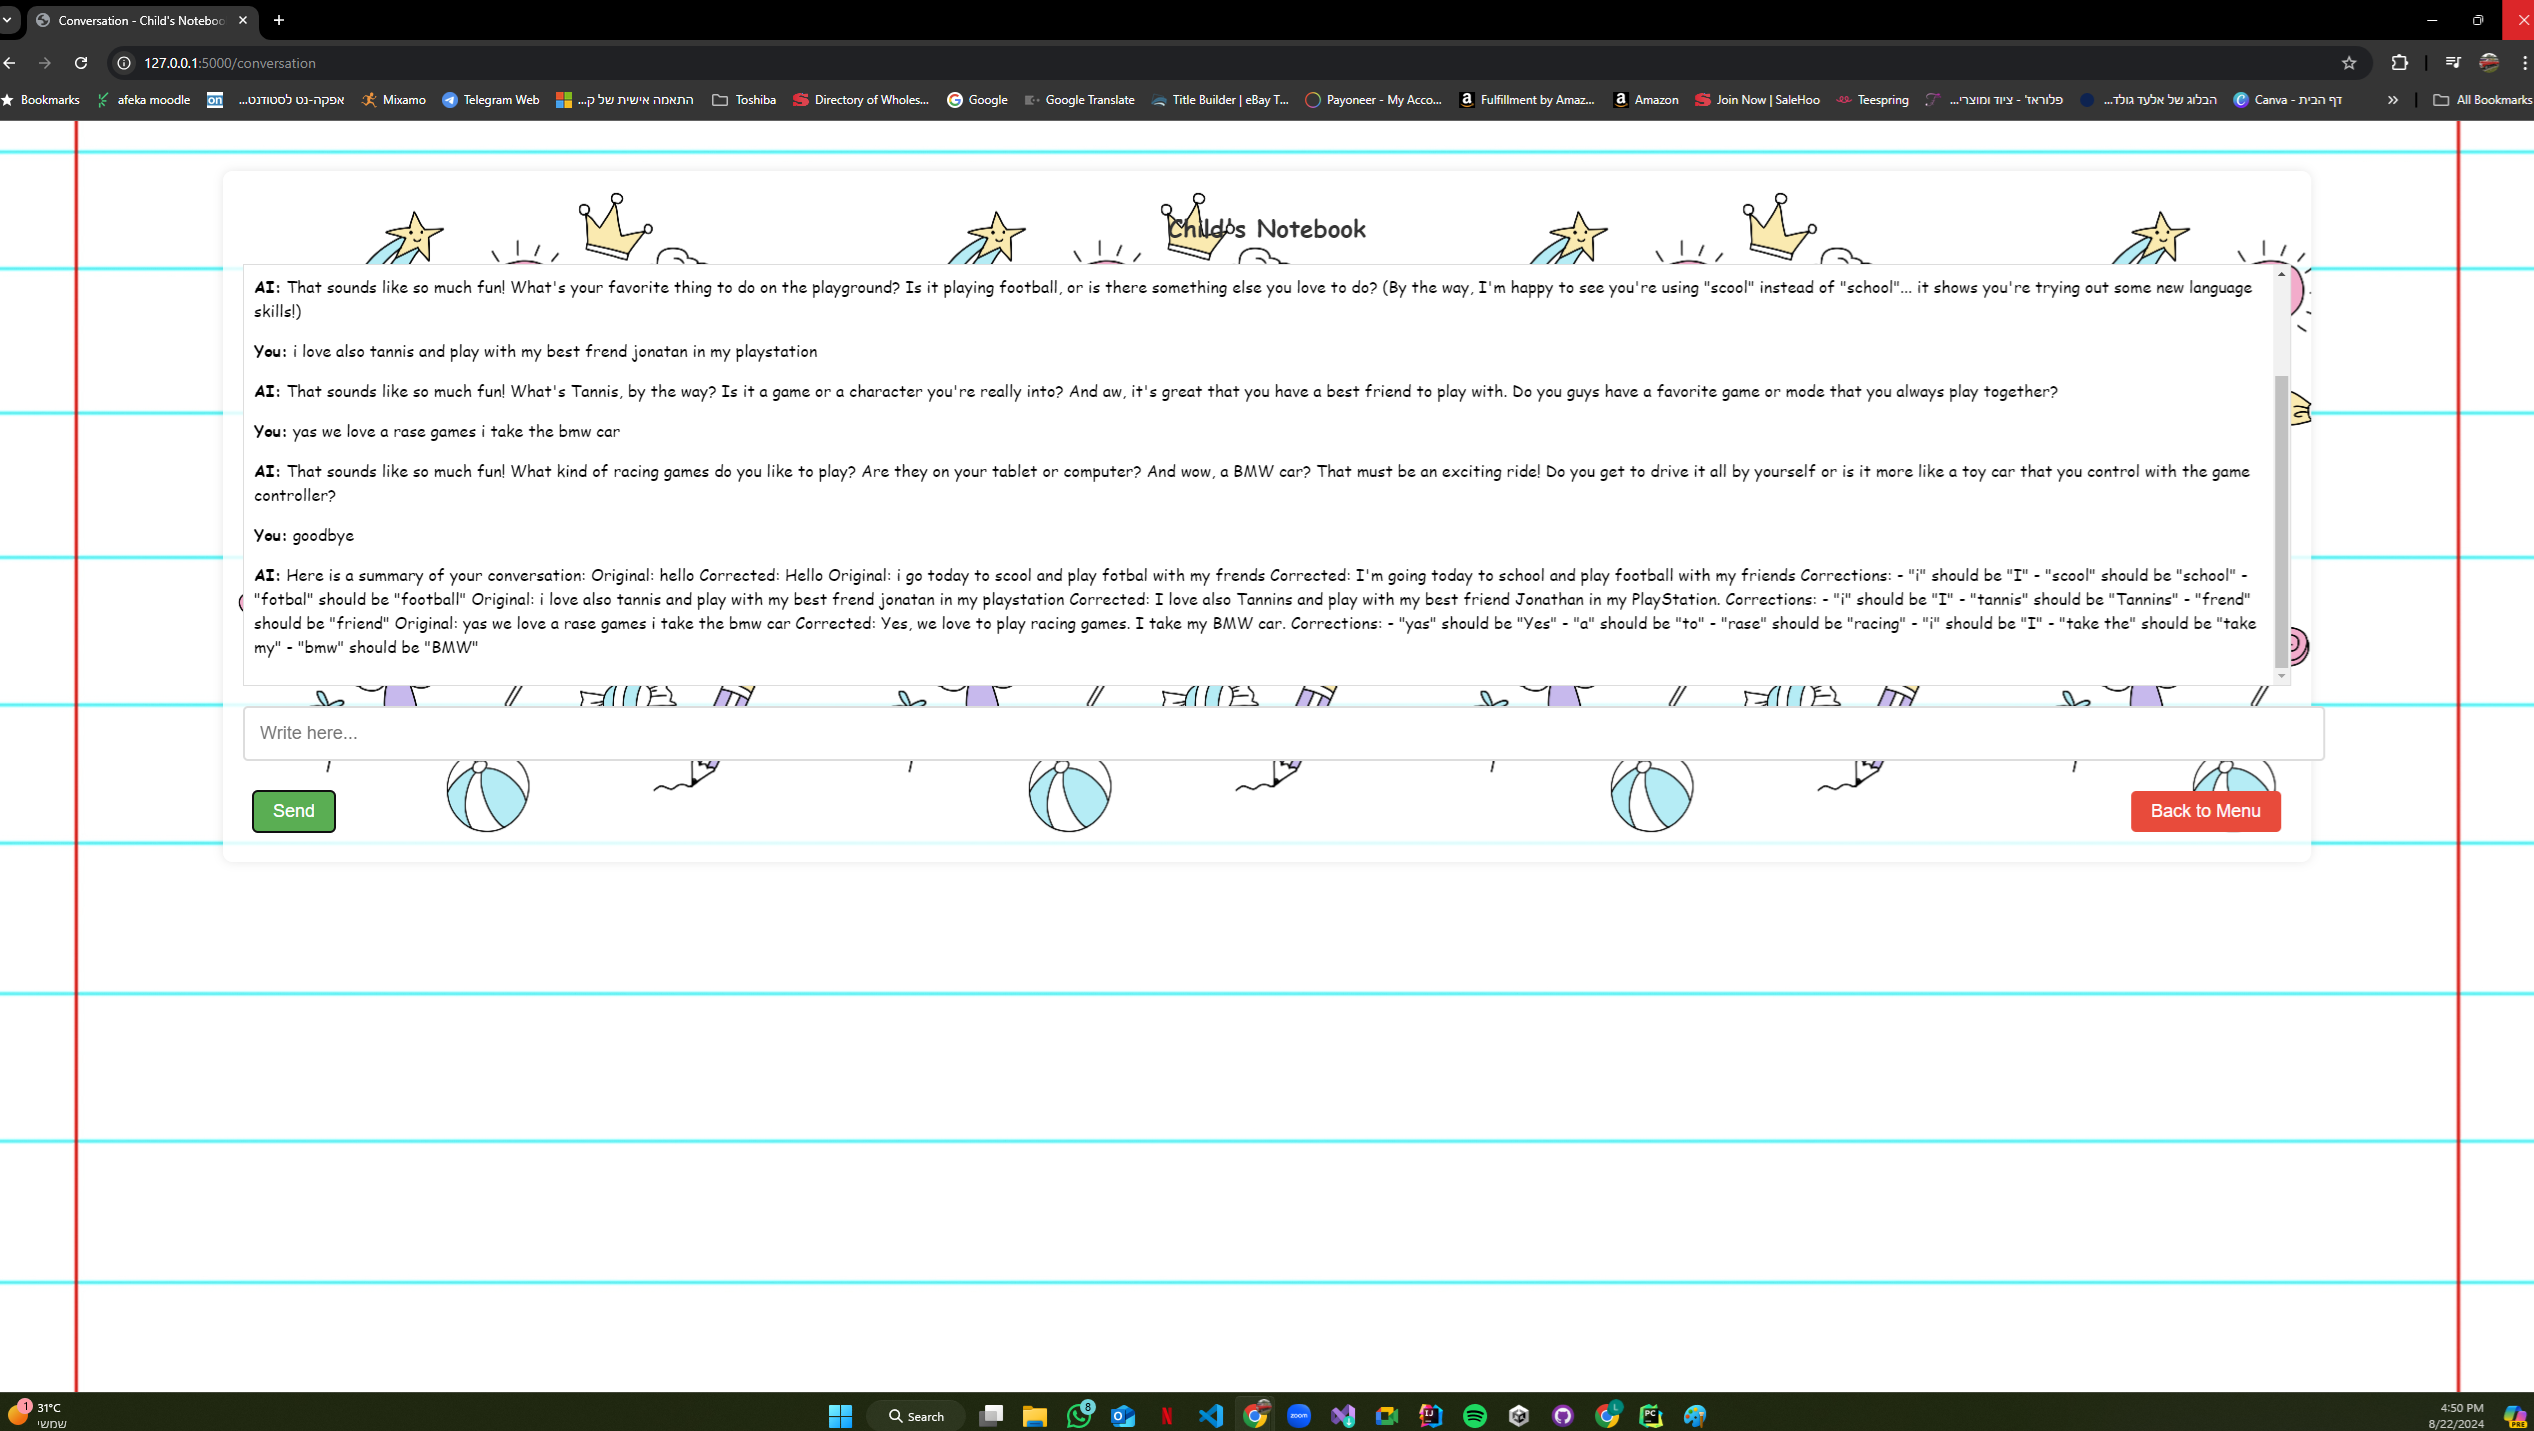 Conversation - Child's Noteboo
127.0.0.1:5000/conversation
Bookmarks
afeka moodle
on
אפקה-נט לסטודנט...
Mixamo
Telegram Web
התאמה אישית של ק...
Toshiba
Directory of Wholes...
Google
Google Translate
Title Builder | eBay T...
Payoneer - My Acco...
Fulfillment by Amaz...
Amazon
Join Now | SaleHoo
Teespring
פלוראז' - ציוד ומוצרי...
הבלוג של אלעד גולד...
Canva - דף הבית
All Bookmarks
Child's Notebook
AI: That sounds like so much fun! What's your favorite thing to do on the playground? Is it playing football, or is there something else you love to do? (By the way, I'm happy to see you're using "scool" instead of "school"... it shows you're trying out some new language
skills!)
You: i love also tannis and play with my best frend jonatan in my playstation
AI: That sounds like so much fun! What's Tannis, by the way? Is it a game or a character you're really into? And aw, it's great that you have a best friend to play with. Do you guys have a favorite game or mode that you always play together?
You: yas we love a rase games i take the bmw car
AI: That sounds like so much fun! What kind of racing games do you like to play? Are they on your tablet or computer? And wow, a BMW car? That must be an exciting ride! Do you get to drive it all by yourself or is it more like a toy car that you control with the game
controller?
You: goodbye
AI: Here is a summary of your conversation: Original: hello Corrected: Hello Original: i go today to scool and play fotbal with my frends Corrected: I'm going today to school and play football with my friends Corrections: - "i" should be "I" - "scool" should be "school" -
"fotbal" should be "football" Original: i love also tannis and play with my best frend jonatan in my playstation Corrected: I love also Tannins and play with my best friend Jonathan in my PlayStation. Corrections: - "i" should be "I" - "tannis" should be "Tannins" - "frend"
should be "friend" Original: yas we love a rase games i take the bmw car Corrected: Yes, we love to play racing games. I take my BMW car. Corrections: - "yas" should be "Yes" - "a" should be "to" - "rase" should be "racing" - "i" should be "I" - "take the" should be "take
my" - "bmw" should be "BMW"
Write here...
Send
Back to Menu
1
31°C
שמשי
Search
8
zoom
L
4:50 PM
8/22/2024
PRE